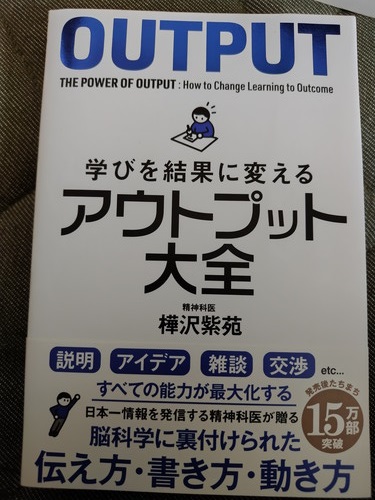 OUTPUT
THE POWER OF OUTPUT : How to Change Learning to Outcome
学びを結果に変える
アウトプット
大全
精神科医
樺沢紫苑
説明 アイデア 雑談 交渉 etc...
すべての能力が最大化する
日本一情報を発信する精神科医が贈る
脳科学に裏付けられた
伝え方・書き方・動き方
発売後たちまち
15万部
突破